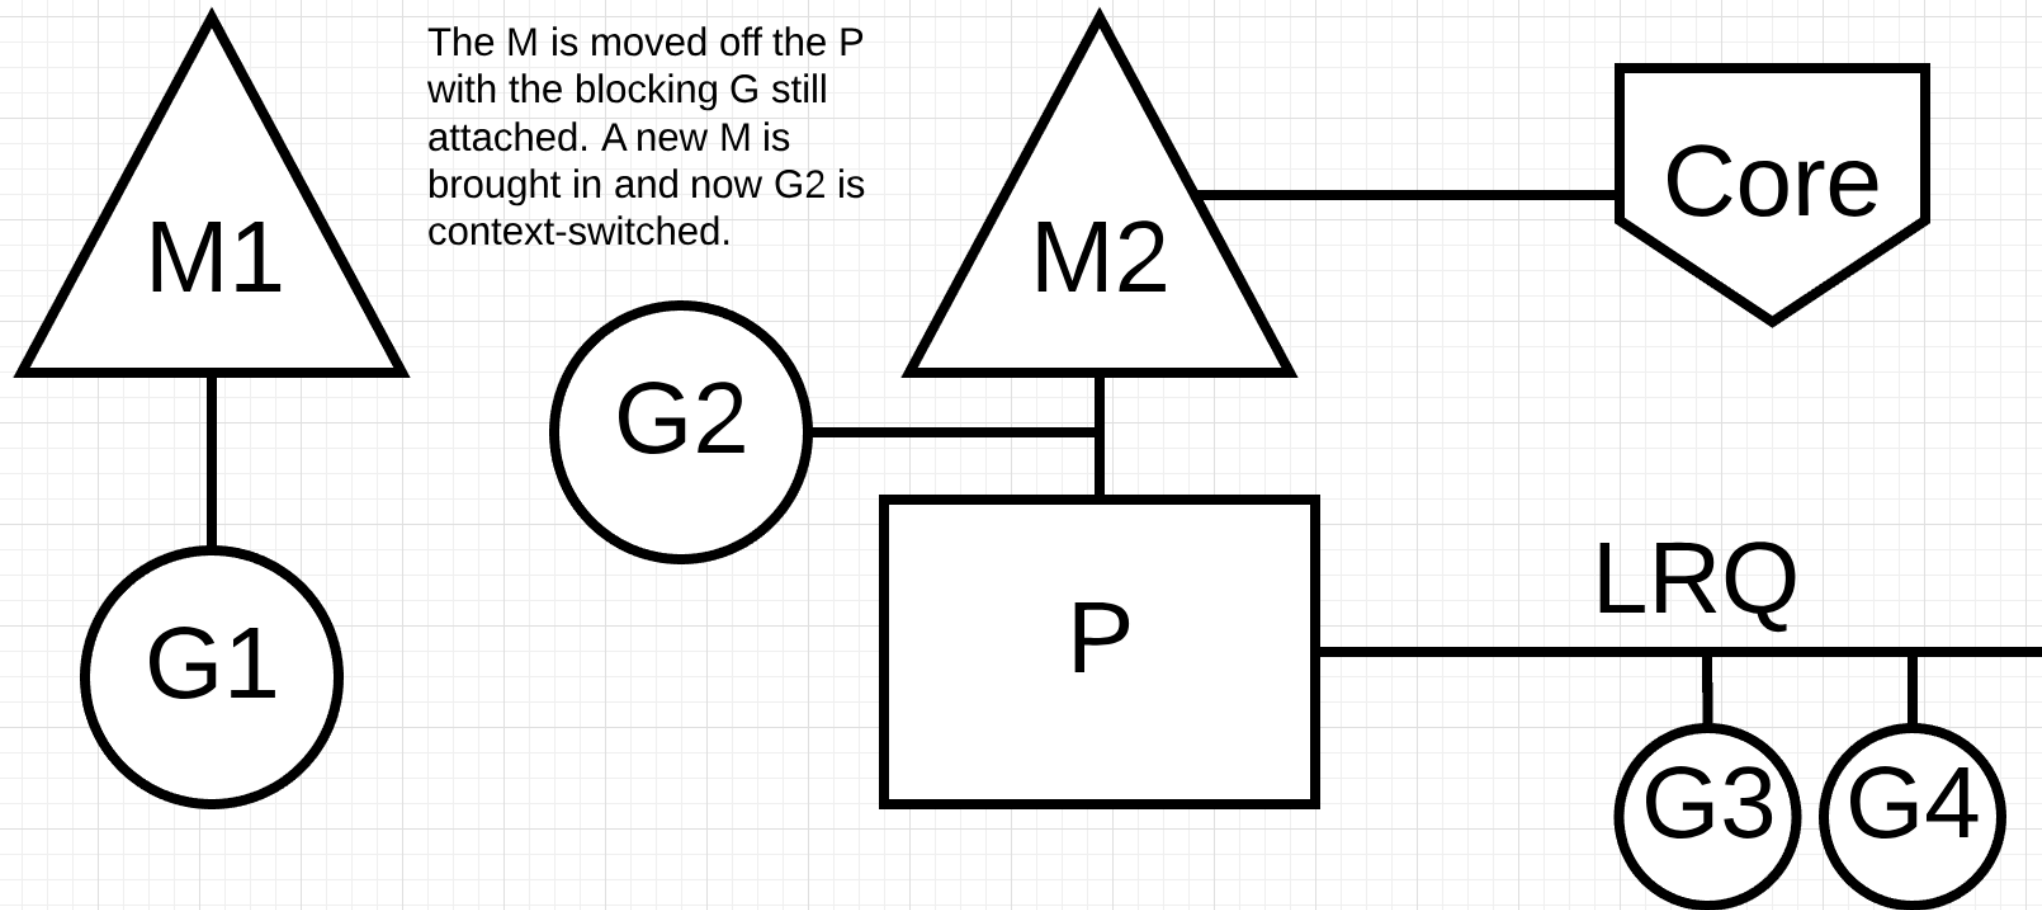 The M is moved off the P
with the blocking G still
attached. A new M is
brought in and now G2 is
context-switched.
M1
M2
Core
G2
G1
P
LRQ
G3
G4